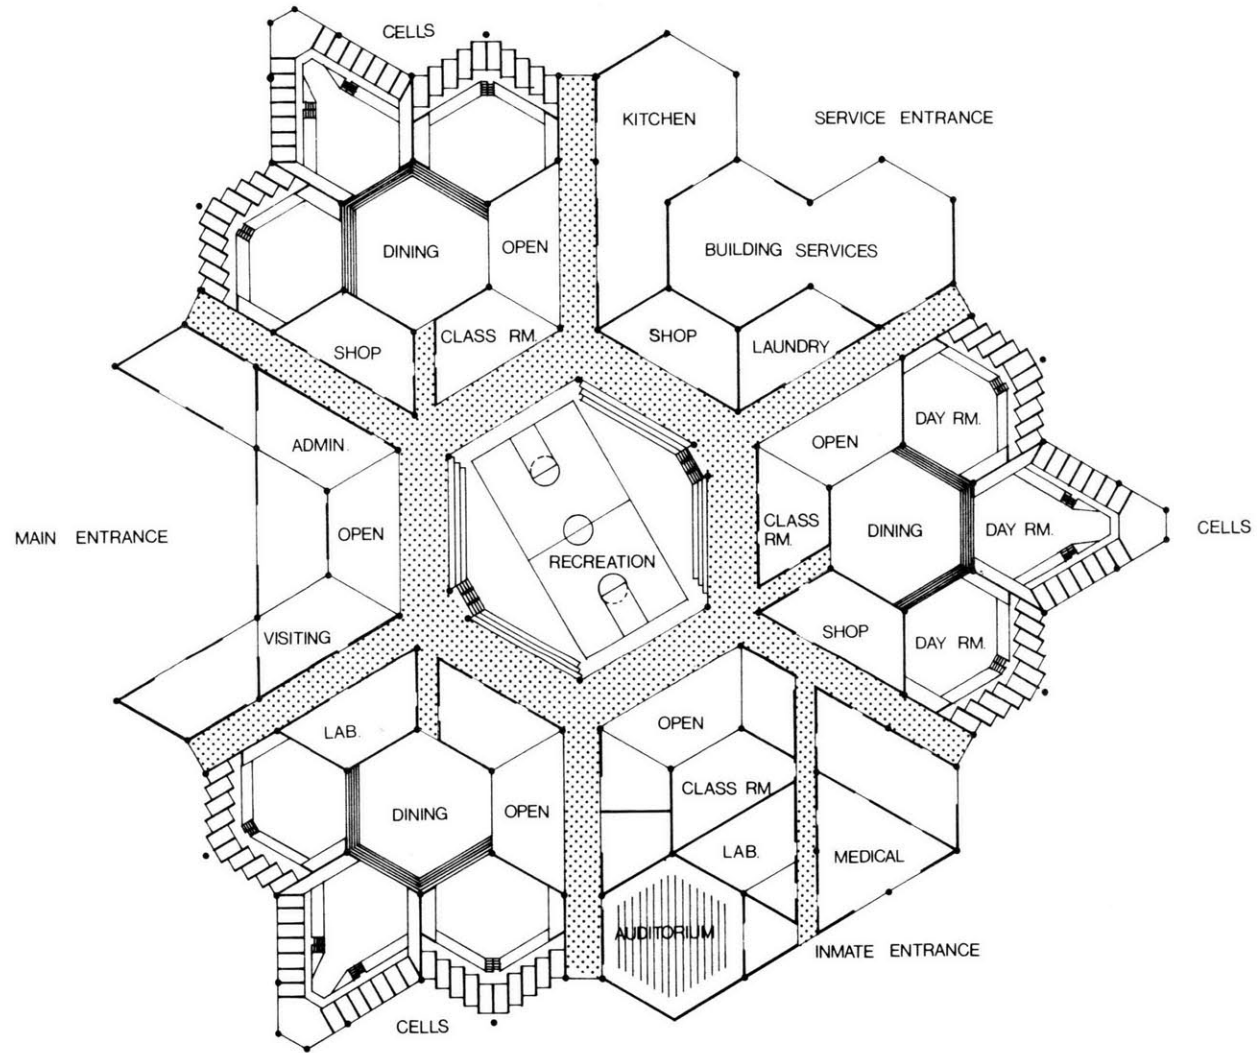 CELLS
KITCHEN
SERVICE ENTRANCE
DINING
OPEN
BUILDING SERVICES
SHOP
CLASS RM.
SHOP
LAUNDRY
DAY RM.
OPEN
ADMIN.
MAIN ENTRANCE
OPEN
RECREATION
CLASS
RM.
DINING
DAY RM.
CELLS
VISITING
SHOP
DAY RM.
LAB.
OPEN
CLASS RM
DINING
OPEN
LAB.
MEDICAL
AUDITORIUM
INMATE ENTRANCE
CELLS